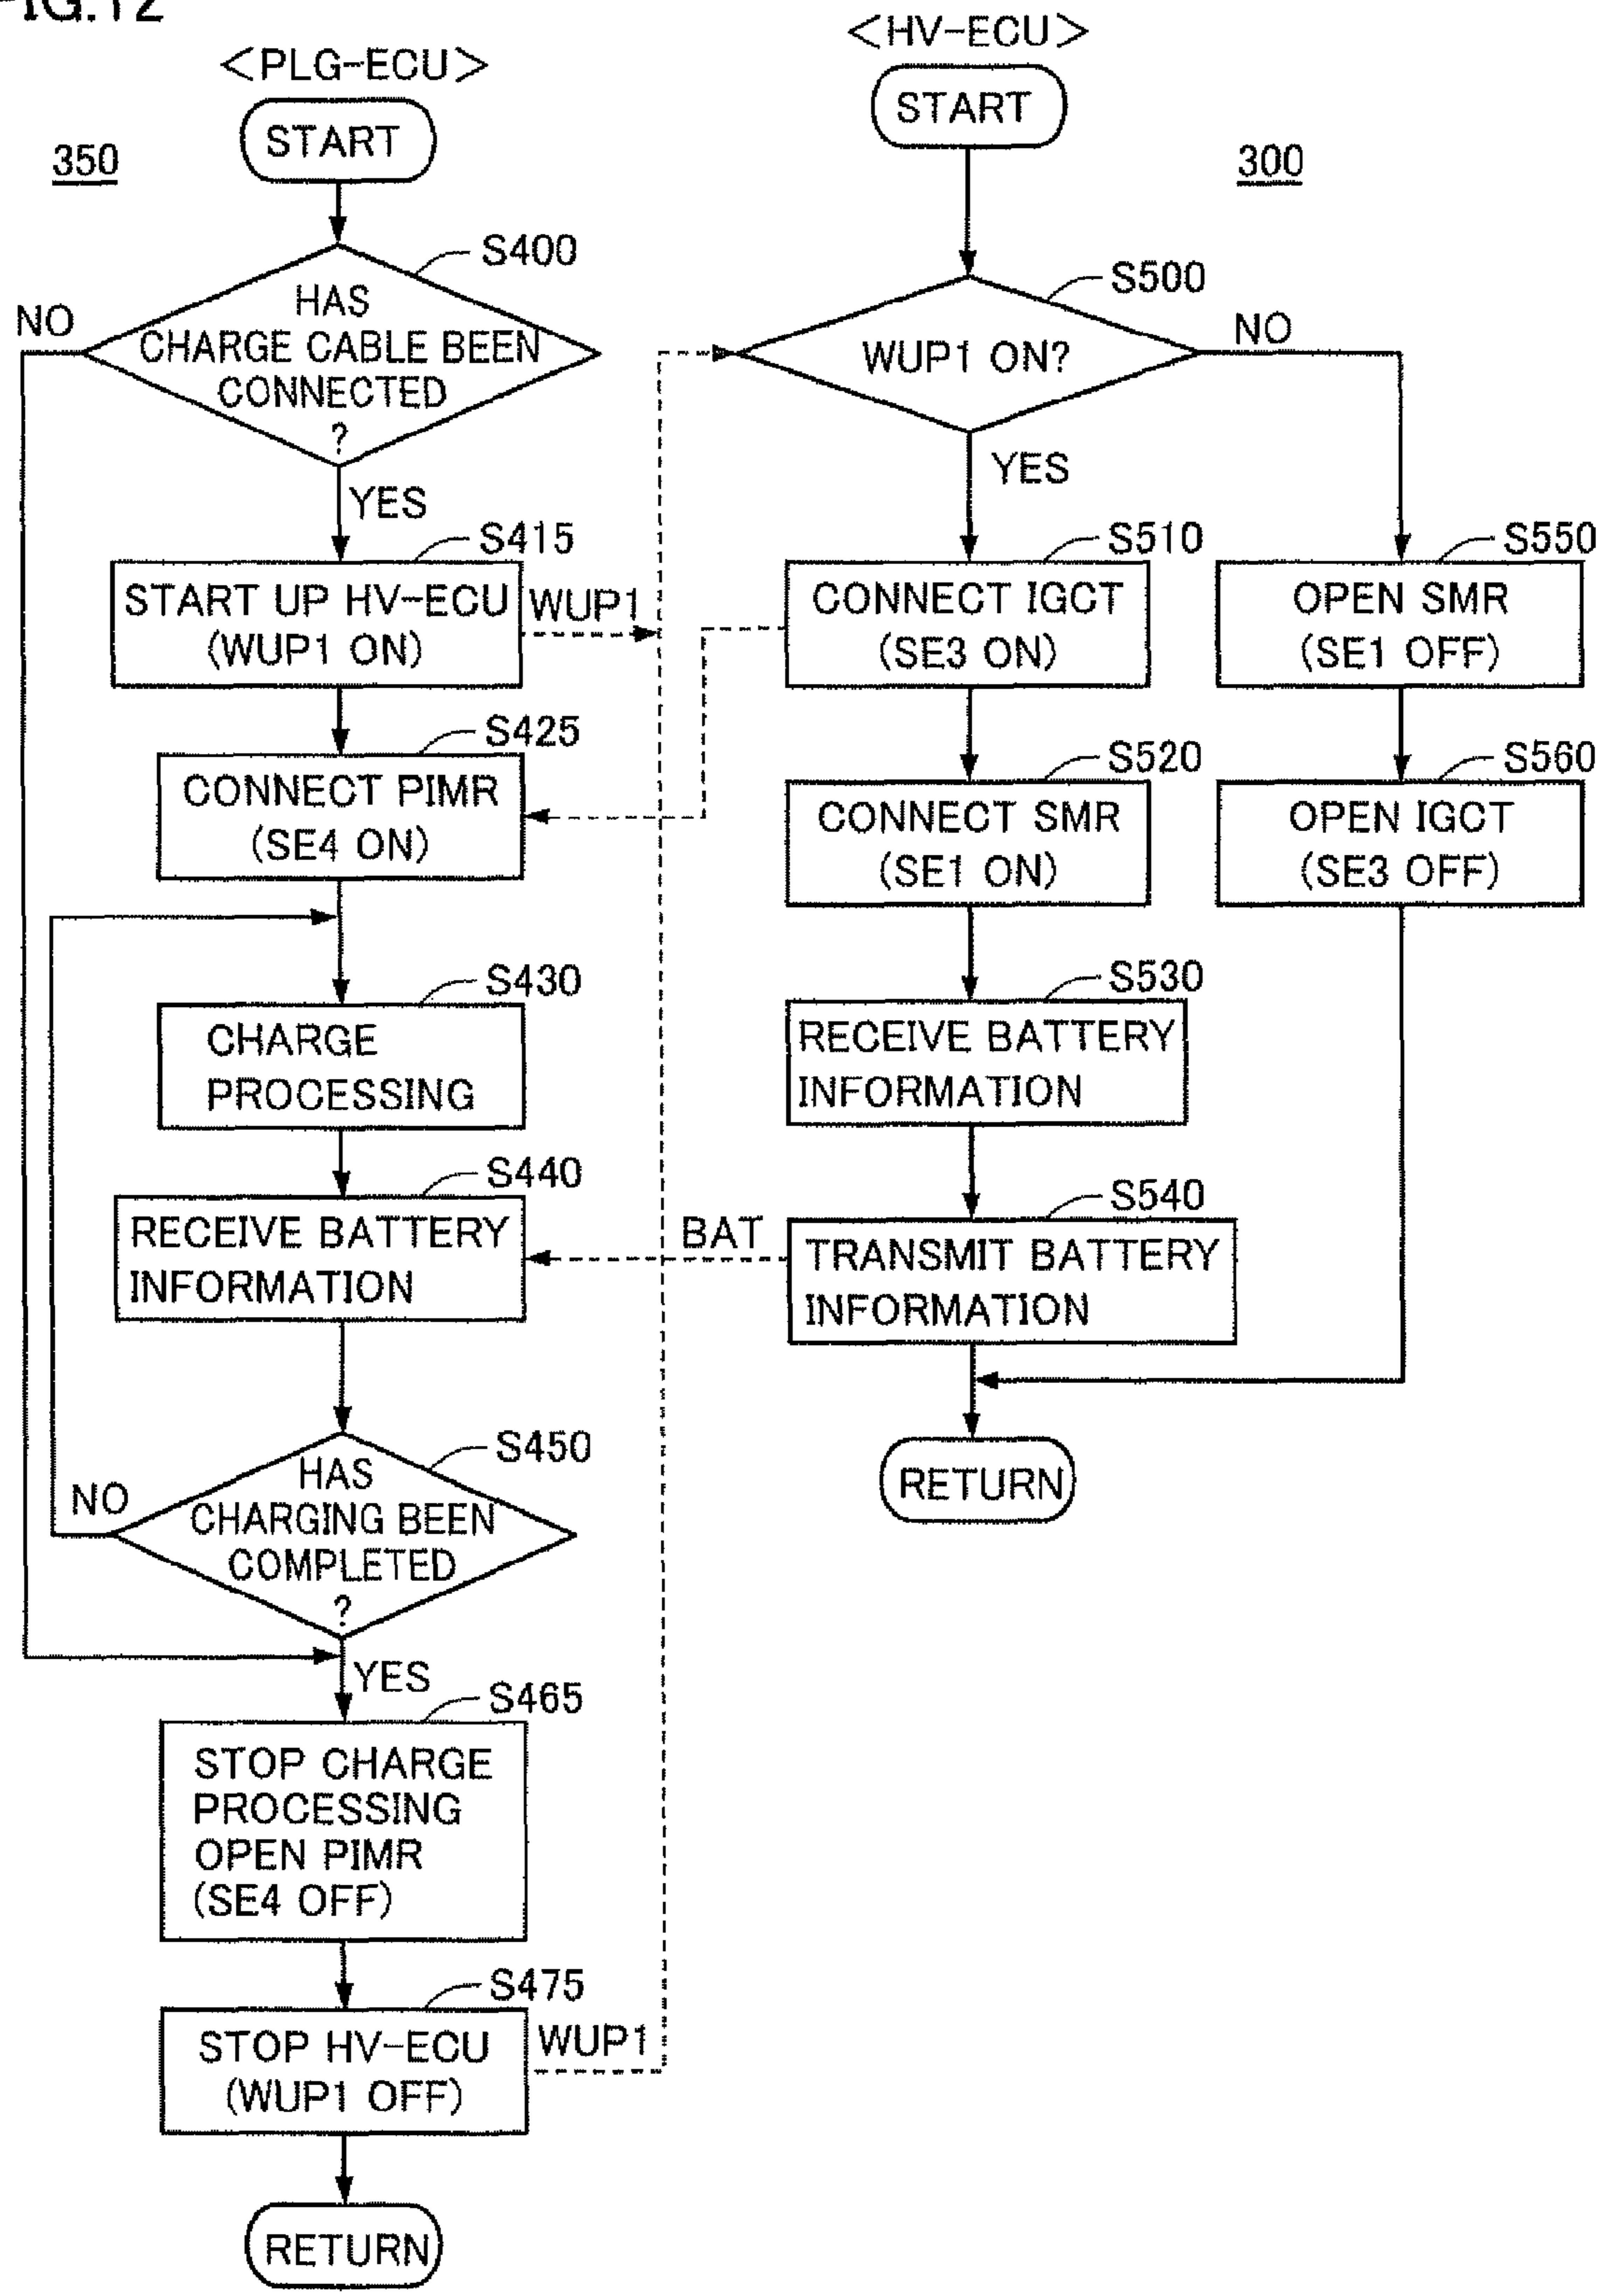 FIG.12
<PLG-ECU>
START
350
S400
HAS
CHARGE CABLE BEEN
CONNECTED
?
NO
YES
S415
START UP HV-ECU
(WUP1 ON)
WUP1
S425
CONNECT PIMR
(SE4 ON)
S430
CHARGE
PROCESSING
S440
RECEIVE BATTERY
INFORMATION
BAT
S450
HAS
CHARGING BEEN
COMPLETED
?
NO
YES
S465
STOP CHARGE
PROCESSING
OPEN PIMR
(SE4 OFF)
S475
STOP HV-ECU
(WUP1 OFF)
WUP1
RETURN
<HV-ECU>
START
300
S500
WUP1 ON?
NO
YES
S510
CONNECT IGCT
(SE3 ON)
S520
CONNECT SMR
(SE1 ON)
S530
RECEIVE BATTERY
INFORMATION
S540
TRANSMIT BATTERY
INFORMATION
S550
OPEN SMR
(SE1 OFF)
S560
OPEN IGCT
(SE3 OFF)
RETURN